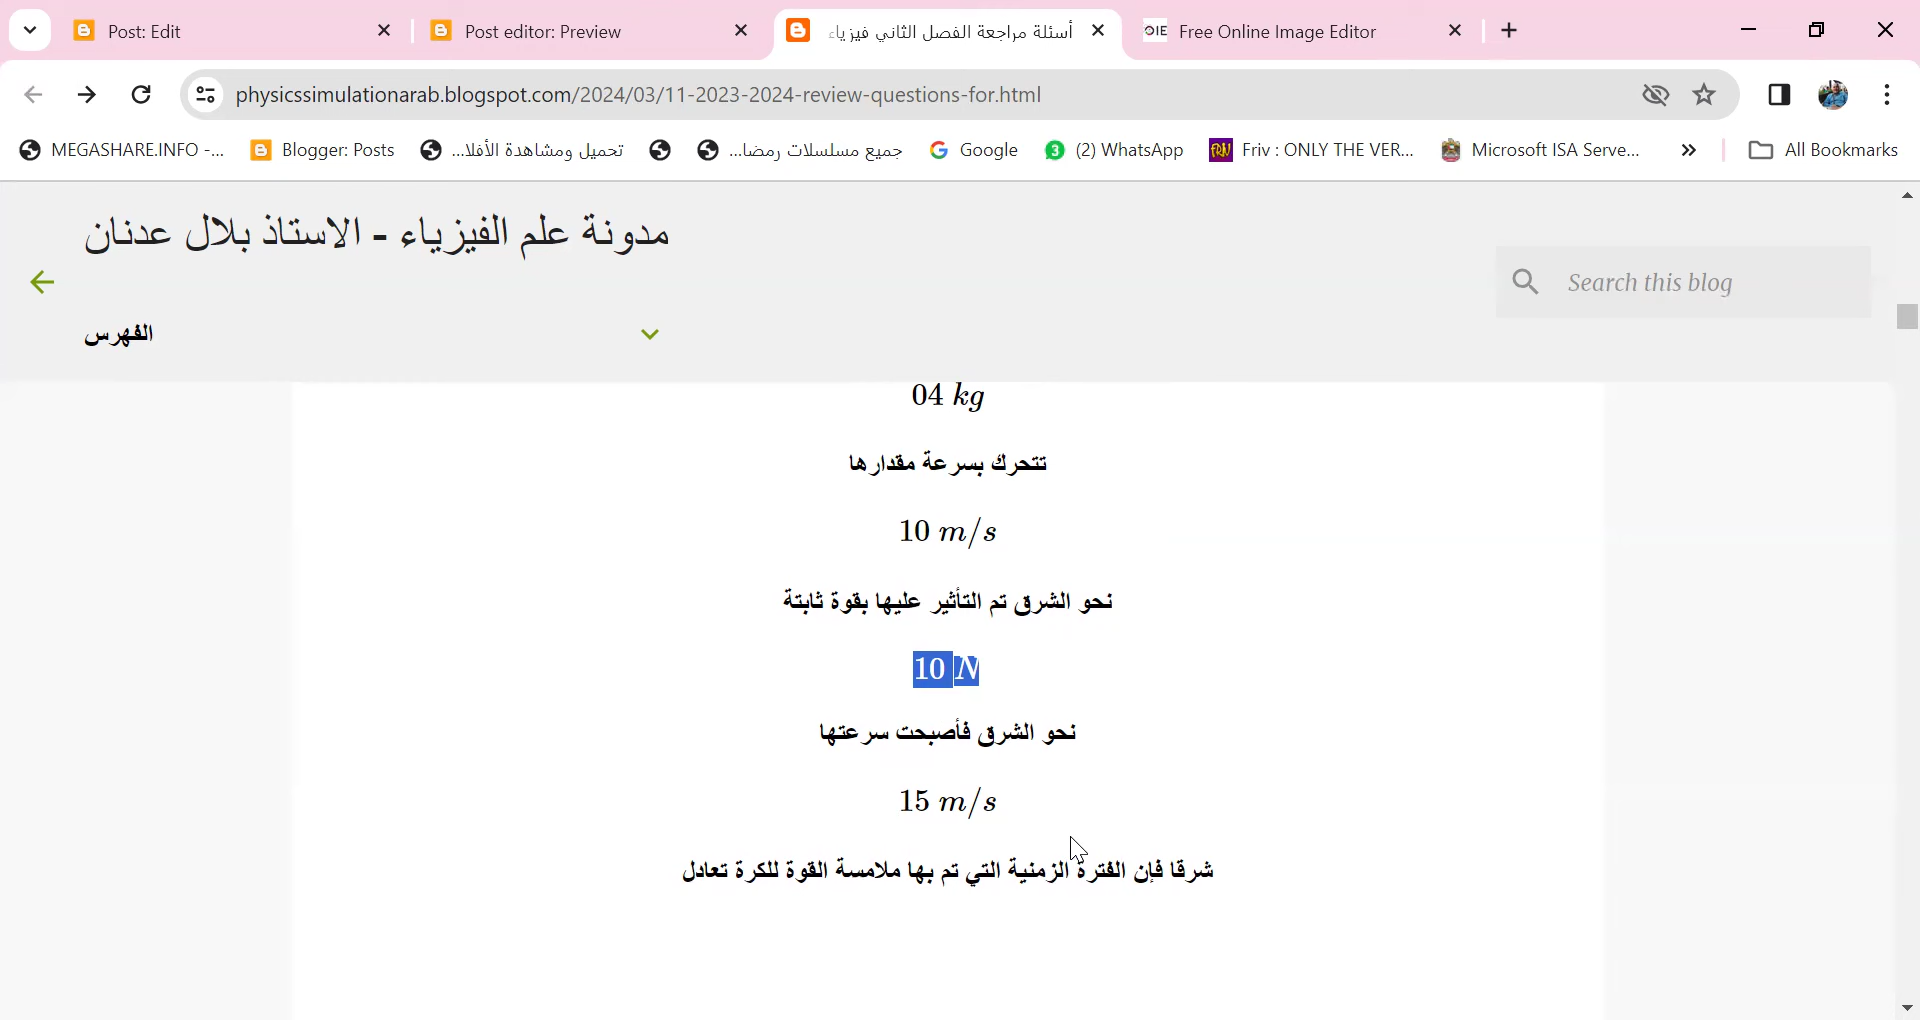 Post: Edit
Post editor: Preview
أسئلة مراجعة الفصل الثاني فيزياء
OIE Free Online Image Editor
physicssimulationarab.blogspot.com/2024/03/11-2023-2024-review-questions-for.html
MEGASHARE.INFO -...
Blogger: Posts
تحميل ومشاهدة الأفلا...
جميع مسلسلات رمضا...
Google
3 (2) WhatsApp
FRIV Friv : ONLY THE VER...
Microsoft ISA Serve...
»
All Bookmarks
مدونة علم الفيزياء - الاستاذ بلال عدنان
Search this blog
الفهرس
04 kg
تتحرك بسرعة مقدارها
10 m/s
نحو الشرق تم التأثير عليها بقوة ثابتة
10 N
نحو الشرق فأصبحت سرعتها
15 m/s
شرقا فإن الفترة الزمنية التي تم بها ملامسة القوة للكرة تعادل